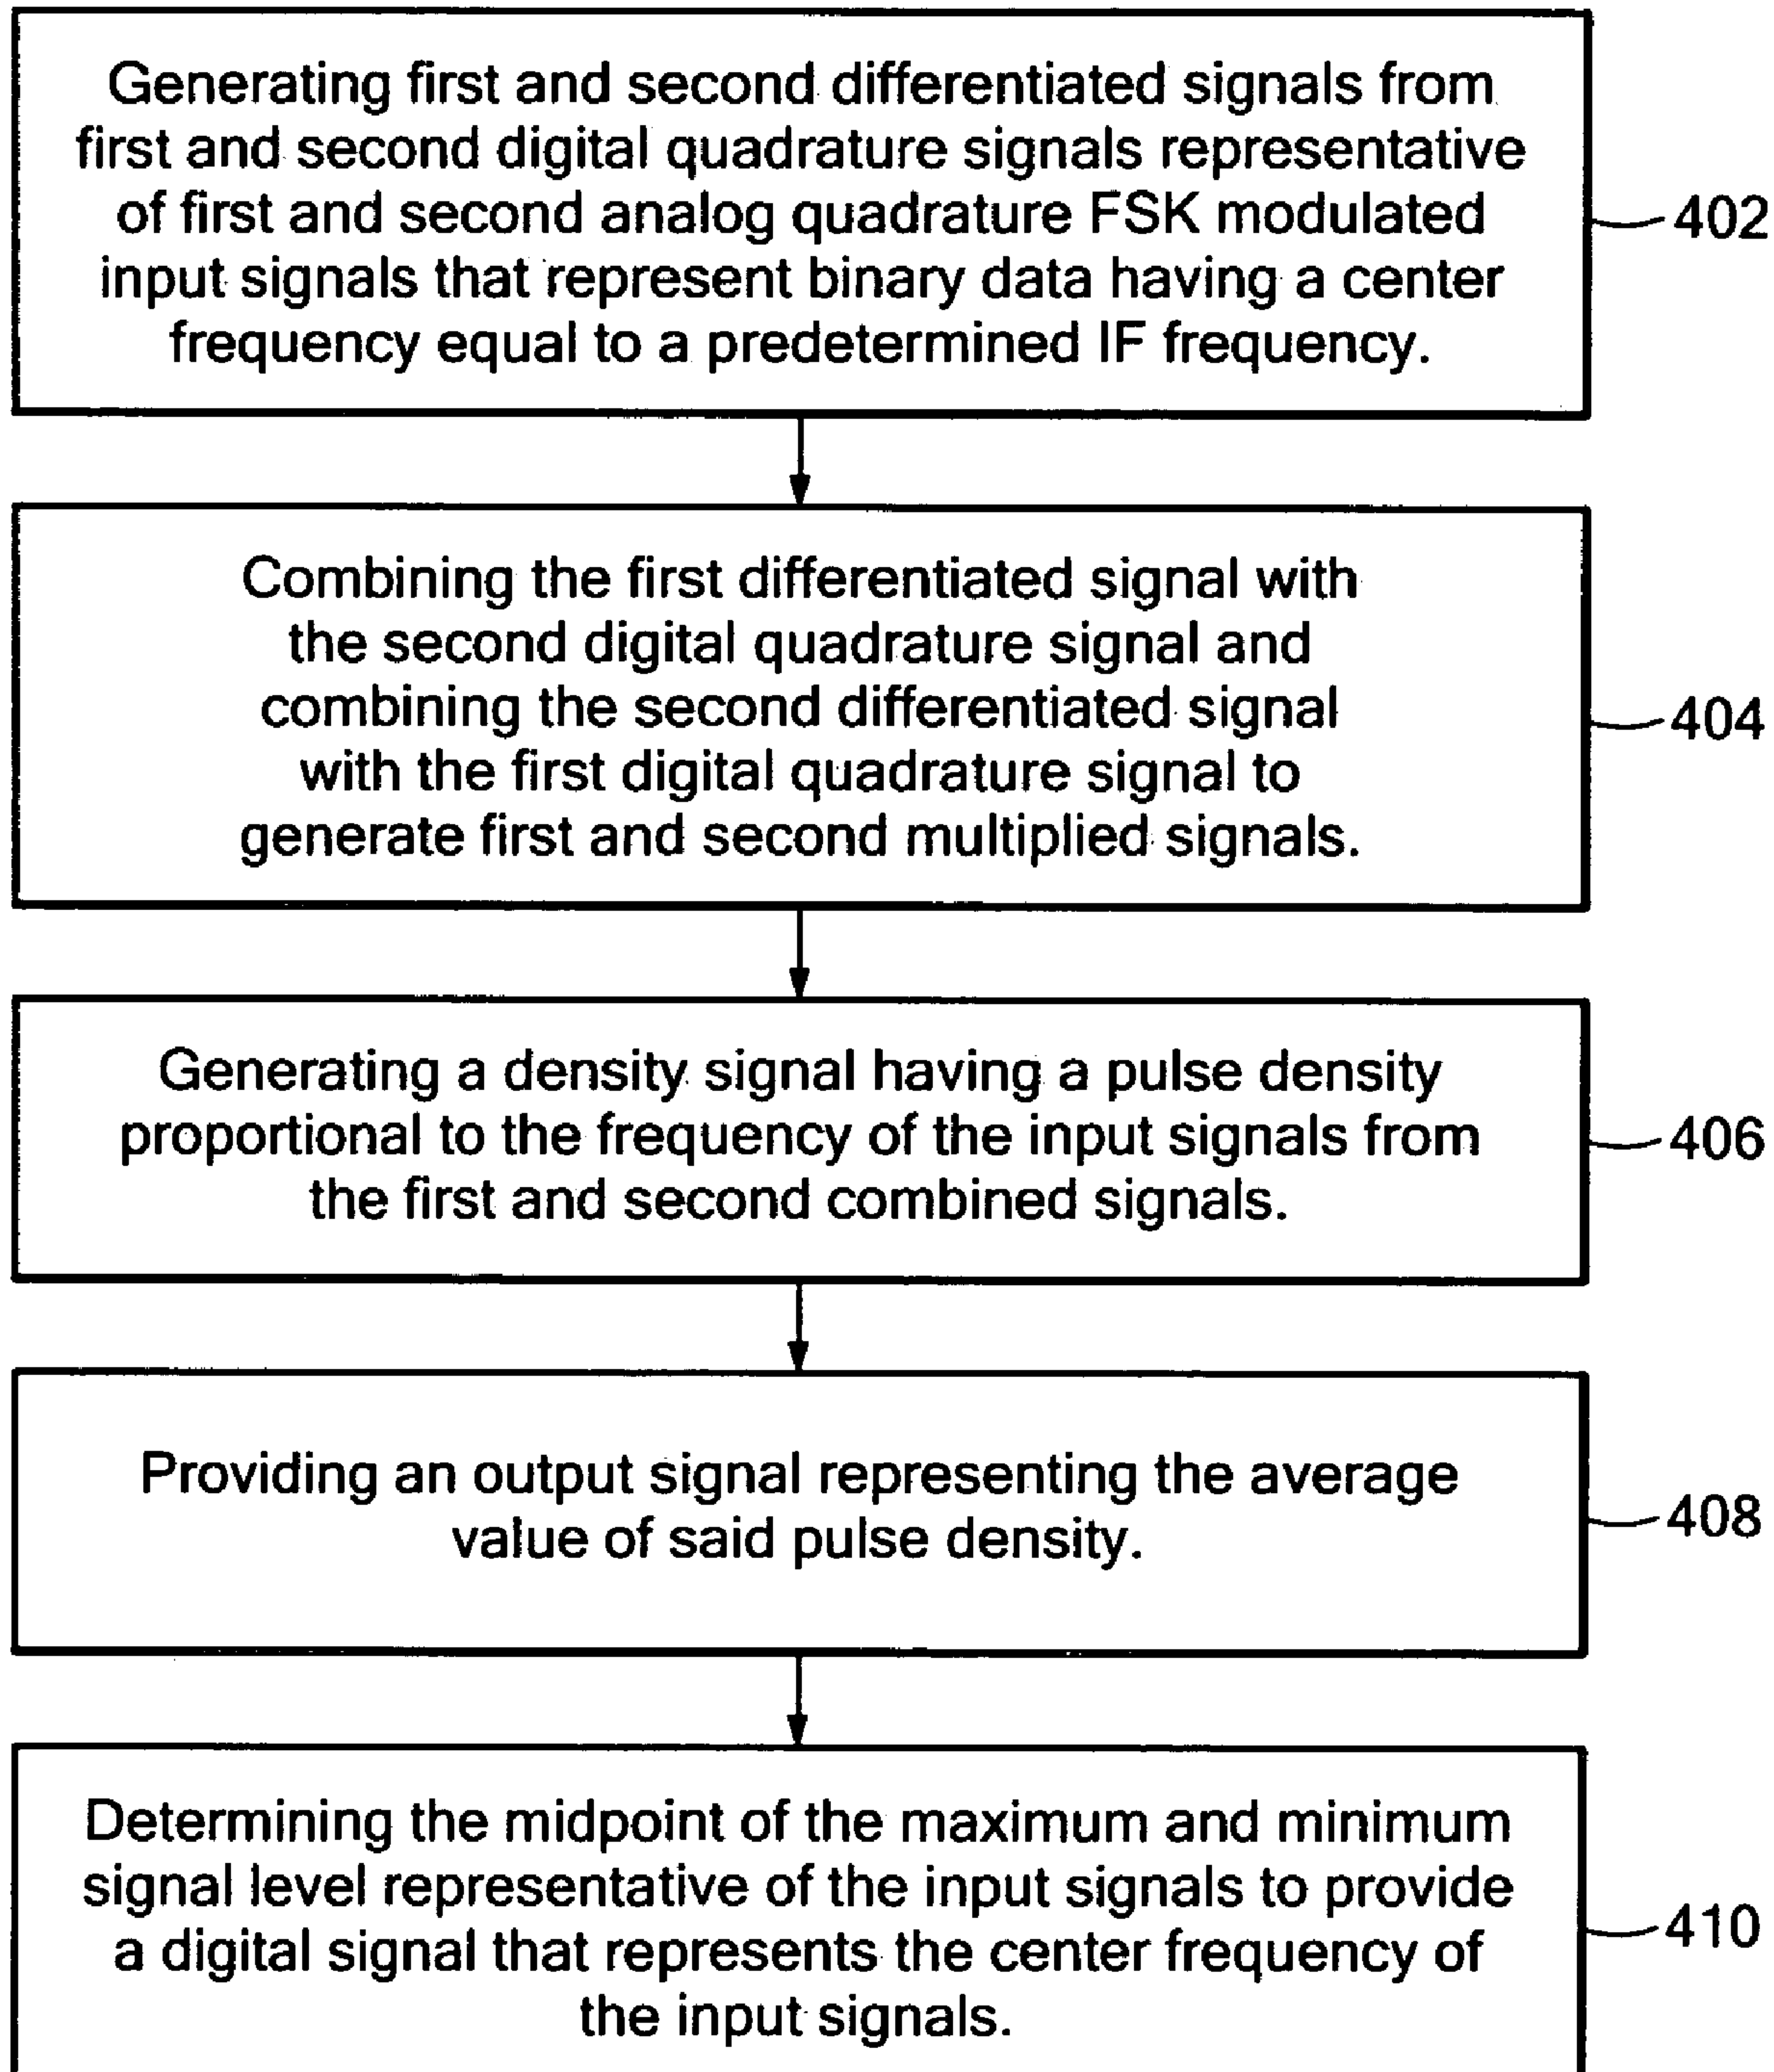 Generating first and second differentiated signals from
first and second digital quadrature signals representative
of first and second analog quadrature FSK modulated
input signals that represent binary data having a center
frequency equal to a predetermined IF frequency.
402
Combining the first differentiated signal with
the second digital quadrature signal and
combining the second differentiated signal
with the first digital quadrature signal to
generate first and second multiplied signals.
404
Generating a density signal having a pulse density
proportional to the frequency of the input signals from
the first and second combined signals.
406
Providing an output signal representing the average
value of said pulse density.
408
Determining the midpoint of the maximum and minimum
signal level representative of the input signals to provide
a digital signal that represents the center frequency of
the input signals.
410